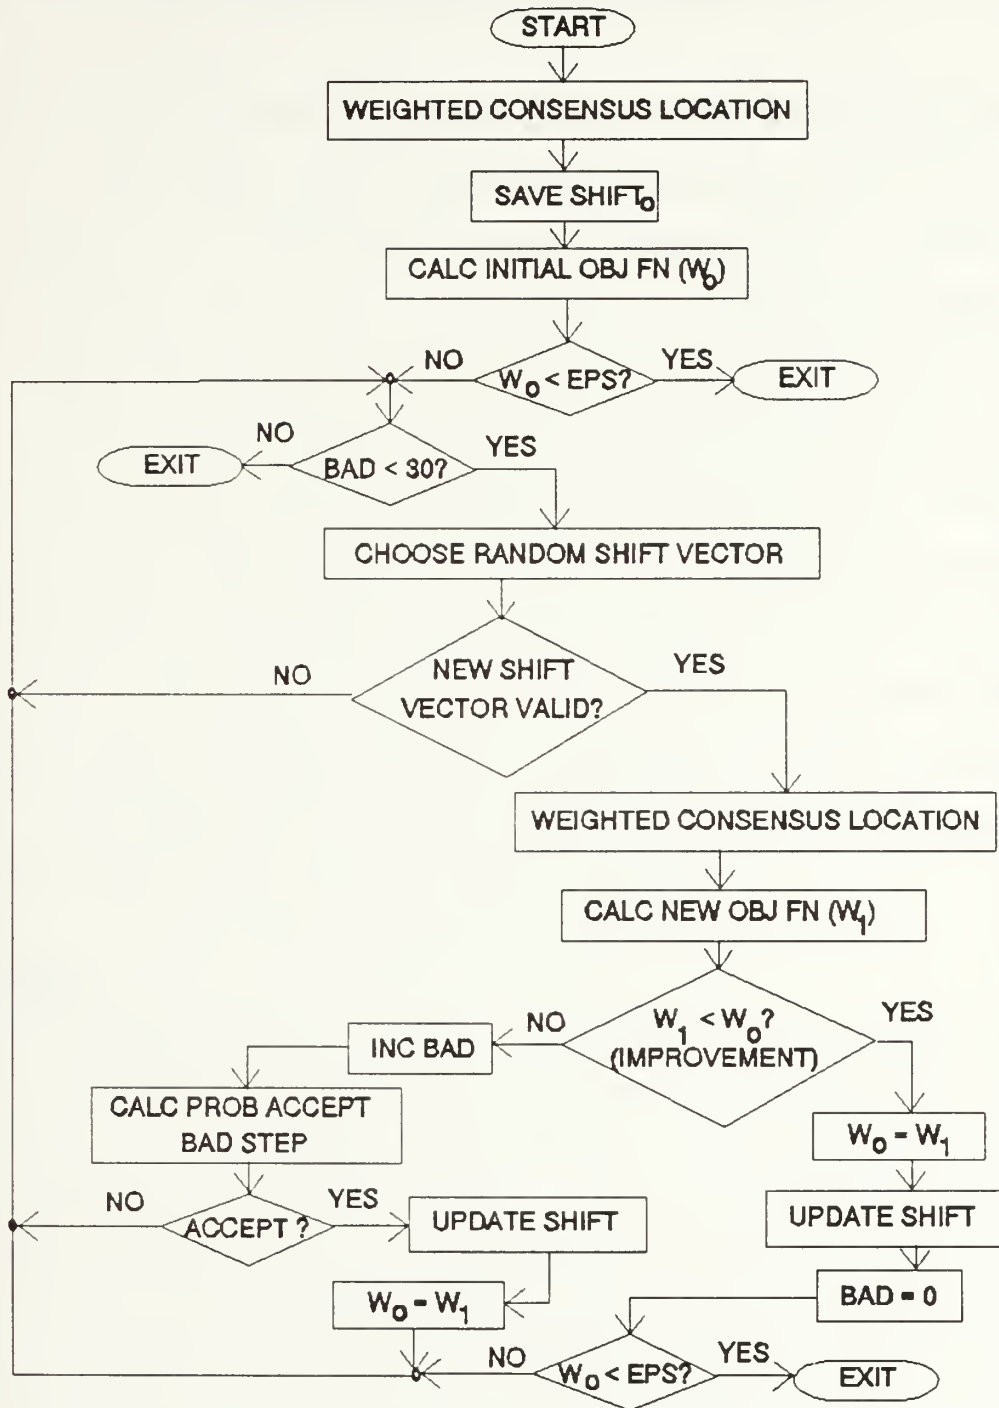 START
WEIGHTED CONSENSUS LOCATION
SAVE SHIFT₀
CALC INITIAL OBJ FN (W₀)
NO
W₀ < EPS?
YES
EXIT
NO
EXIT
BAD < 30?
YES
CHOOSE RANDOM SHIFT VECTOR
NO
NEW SHIFT
VECTOR VALID?
YES
WEIGHTED CONSENSUS LOCATION
CALC NEW OBJ FN (W₁)
W₁ < W₀?
(IMPROVEMENT)
YES
NO
INC BAD
CALC PROB ACCEPT
BAD STEP
W₀ = W₁
NO
ACCEPT ?
YES
UPDATE SHIFT
UPDATE SHIFT
W₀ = W₁
BAD = 0
NO
W₀ < EPS?
YES
EXIT